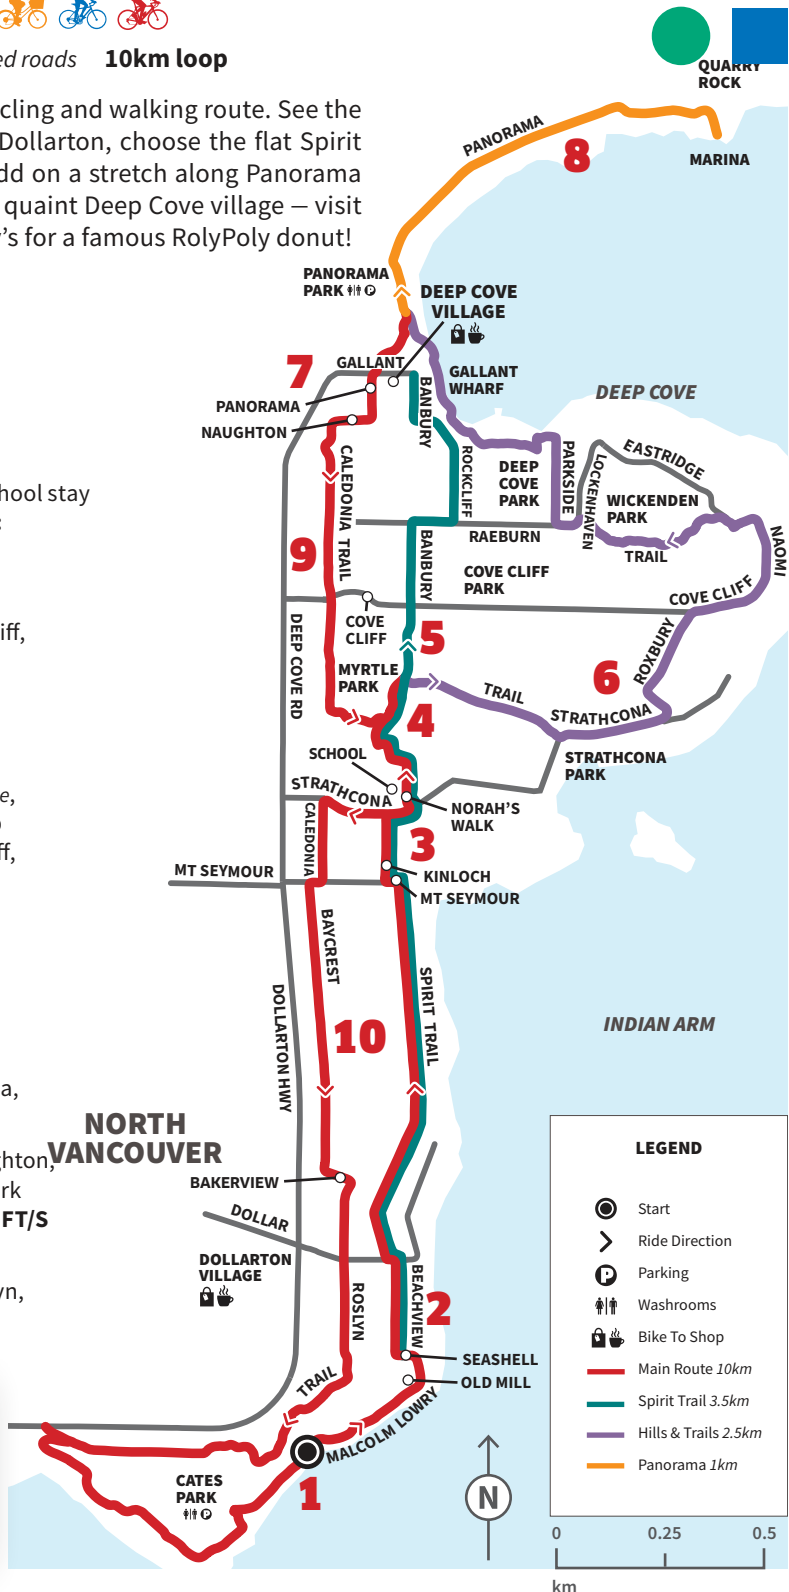 ed roads 10km loop
cling and walking route. See the
Dollarton, choose the flat Spirit
dd on a stretch along Panorama
quaint Deep Cove village — visit
's for a famous RolyPoly donut!
QUARRY
ROCK
PANORAMA
8
MARINA
PANORAMA
PARK
DEEP COVE
VILLAGE
7
GALLANT
GALLANT
WHARF
DEEP COVE
PANORAMA
NAUGHTON
BANBURY
CALEDONIA TRAIL
ROCKCLIFF
DEEP
COVE
PARK
PARKSIDE
LOCKENHAVEN
EASTRIDGE
WICKENDEN
PARK
hool stay
:
RAEBURN
TRAIL
NAOMI
9
BANBURY
COVE CLIFF
PARK
COVE CLIFF
COVE
CLIFF
iff,
DEEP COVE RD
5
MYRTLE
PARK
ROXBURY
6
TRAIL
STRATHCONA
4
SCHOOL
STRATHCONA
PARK
STRATHCONA
e,
NORAH'S
WALK
CALEDONIA
3
ff,
MT SEYMOUR
KINLOCH
MT SEYMOUR
BAYCREST
SPIRIT TRAIL
DOLLARTON HWY
10
INDIAN ARM
a,
NORTH
VANCOUVER
ghton,
rk
FT/S
BAKERVIEW
DOLLAR
DOLLARTON
VILLAGE
yn,
ROSLYN
BEACHVIEW
2
SEASHELL
OLD MILL
TRAIL
MALCOLM LOWRY
CATES
PARK
1
N
LEGEND
Start
Ride Direction
P Parking
Washrooms
Bike To Shop
Main Route 10km
Spirit Trail 3.5km
Hills & Trails 2.5km
Panorama 1km
0 0.25 0.5
km